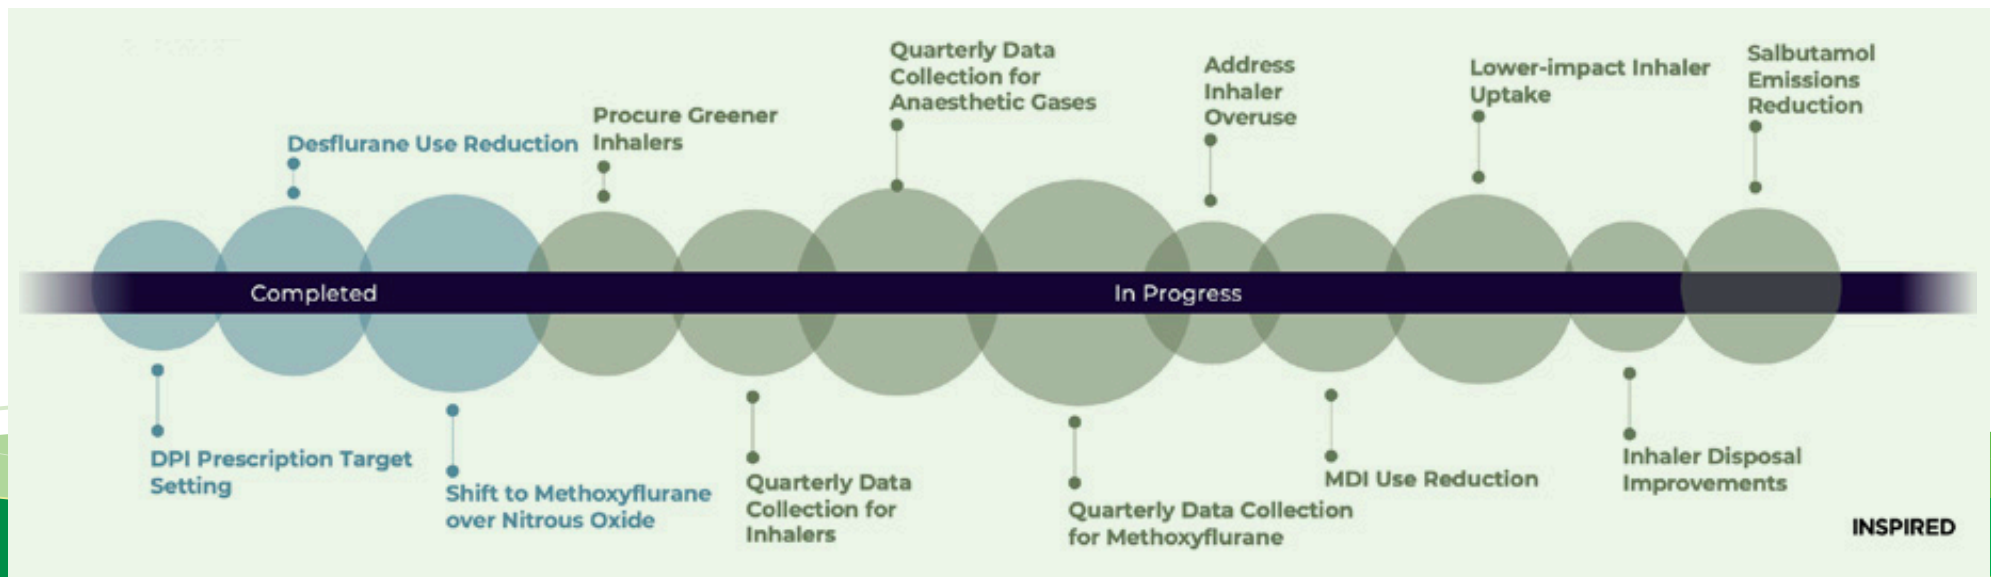 Quarterly Data
Collection for
Anaesthetic Gases
Address
Inhaler
Overuse
Lower-impact Inhaler
Uptake
Salbutamol
Emissions
Reduction
Procure Greener
Inhalers
Desflurane Use Reduction
Completed
In Progress
DPI Prescription Target
Setting
Shift to Methoxyflurane
over Nitrous Oxide
Quarterly Data
Collection for
Inhalers
Quarterly Data Collection
for Methoxyflurane
MDI Use Reduction
Inhaler Disposal
Improvements
INSPIRED